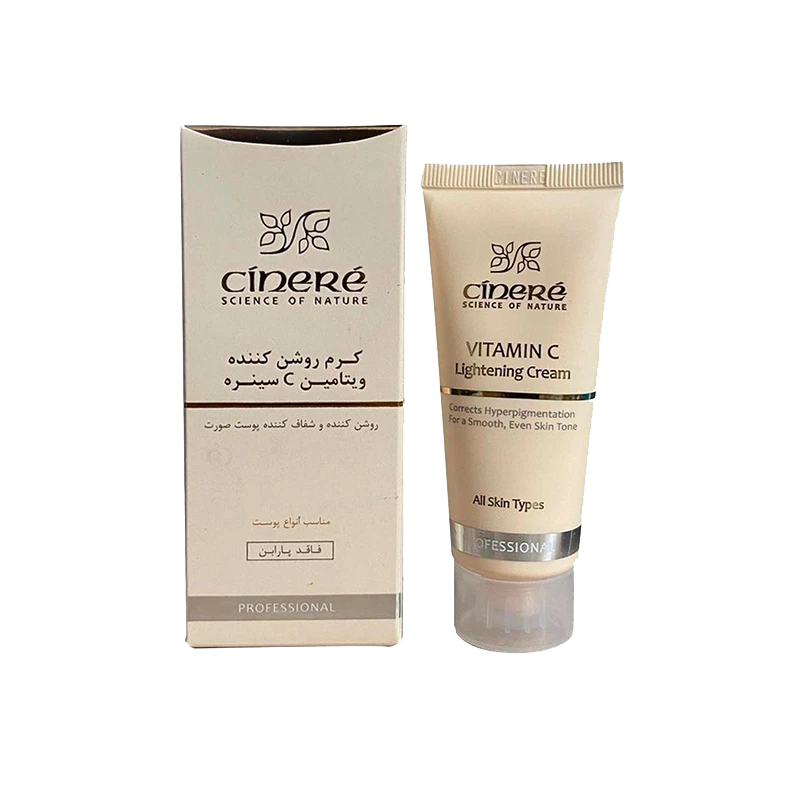 cíneré
SCIENCE OF NATURE
کرم روشن کننده
ویتامین C سینره
روشن کننده و شفاف کننده پوست صورت
مناسب انواع پوست
فاقد پارابن
PROFESSIONAL
CINERE
cíneré
SCIENCE OF NATURE
VITAMIN C
Lightening Cream
Corrects Hyperpigmentation
For a Smooth, Even Skin Tone
All Skin Types
OFESSIONAL